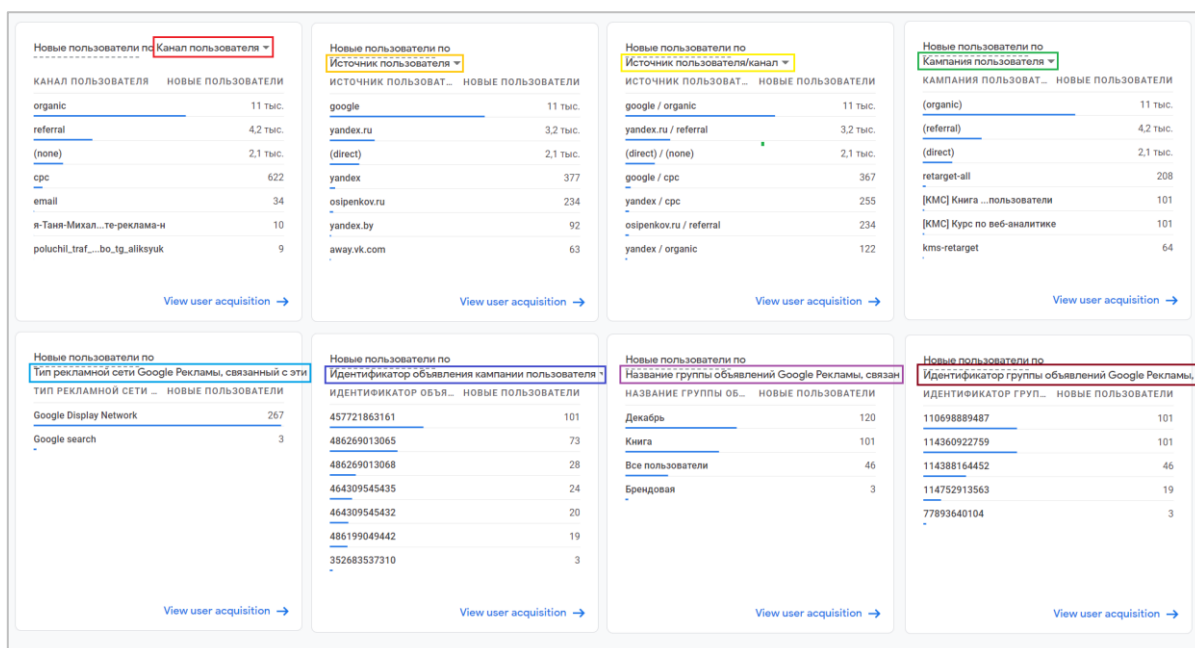 Новые пользователи по Канал пользователя
КАНАЛ ПОЛЬЗОВАТЕЛЯ НОВЫЕ ПОЛЬЗОВАТЕЛИ
organic 11 тыс.
referral 4,2 тыс.
(none) 2,1 тыс.
cpc 622
email 34
я-Таня-Михал...те-реклама-н 10
poluchil_traf_...bo_tg_aliksyuk 9
View user acquisition →
Новые пользователи по
Источник пользователя
ИСТОЧНИК ПОЛЬЗОВАТ... НОВЫЕ ПОЛЬЗОВАТЕЛИ
google 11 тыс.
yandex.ru 3,2 тыс.
(direct) 2,1 тыс.
yandex 377
osipenkov.ru 234
yandex.by 92
away.vk.com 63
View user acquisition →
Новые пользователи по
Источник пользователя/канал
ИСТОЧНИК ПОЛЬЗОВАТ... НОВЫЕ ПОЛЬЗОВАТЕЛИ
google / organic 11 тыс.
yandex.ru / referral 3,2 тыс.
(direct) / (none) 2,1 тыс.
google / cpc 367
yandex / cpc 255
osipenkov.ru / referral 234
yandex / organic 122
View user acquisition →
Новые пользователи по
Кампания пользователя
КАМПАНИЯ ПОЛЬЗОВАТ... НОВЫЕ ПОЛЬЗОВАТЕЛИ
(organic) 11 тыс.
(referral) 4,2 тыс.
(direct) 2,1 тыс.
retarget-all 208
[КМС] Книга ...пользователи 101
[КМС] Курс по веб-аналитике 101
kms-retarget 64
View user acquisition →
Новые пользователи по
Тип рекламной сети Google Рекламы, связанный с эти
ТИП РЕКЛАМНОЙ СЕТИ ... НОВЫЕ ПОЛЬЗОВАТЕЛИ
Google Display Network 267
Google search 3
View user acquisition →
Новые пользователи по
Идентификатор объявления кампании пользователя
ИДЕНТИФИКАТОР ОБЪЯ... НОВЫЕ ПОЛЬЗОВАТЕЛИ
457721863161 101
486269013065 73
486269013068 28
464309545435 24
464309545432 20
486199049442 19
352683537310 3
View user acquisition →
Новые пользователи по
Название группы объявлений Google Рекламы, связан
НАЗВАНИЕ ГРУППЫ ОБ... НОВЫЕ ПОЛЬЗОВАТЕЛИ
Декабрь 120
Книга 101
Все пользователи 46
Брендовая 3
View user acquisition →
Новые пользователи по
Идентификатор группы объявлений Google Рекламы,
ИДЕНТИФИКАТОР ГРУП... НОВЫЕ ПОЛЬЗОВАТЕЛИ
110698889487 101
114360922759 101
114388164452 46
114752913563 19
77893640104 3
View user acquisition →